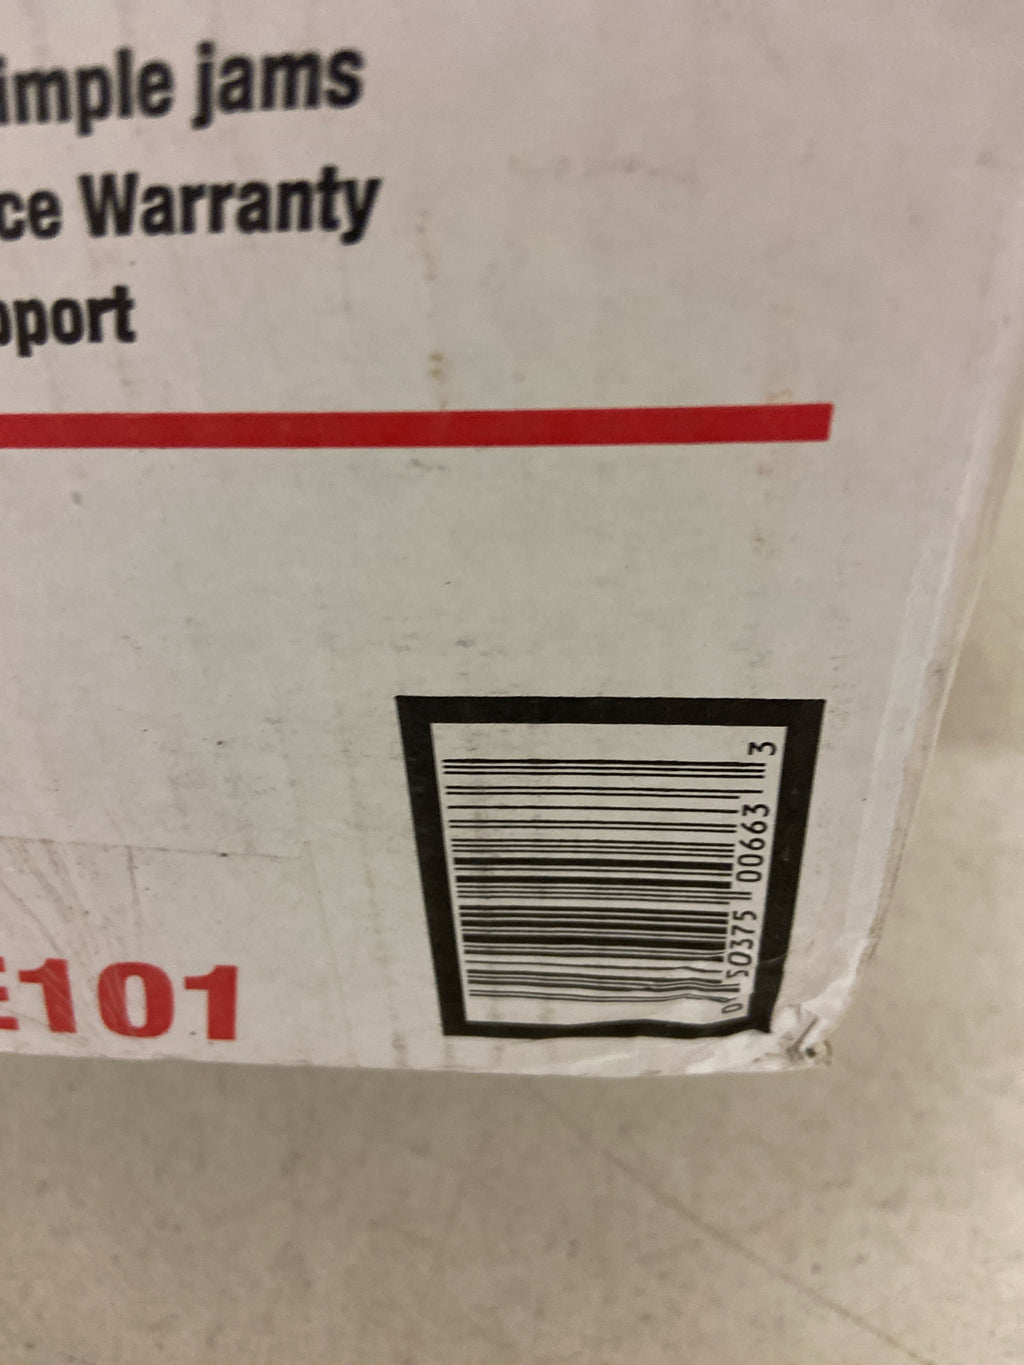 imple jams
ce Warranty
pport
E101
0 50375 00663 3